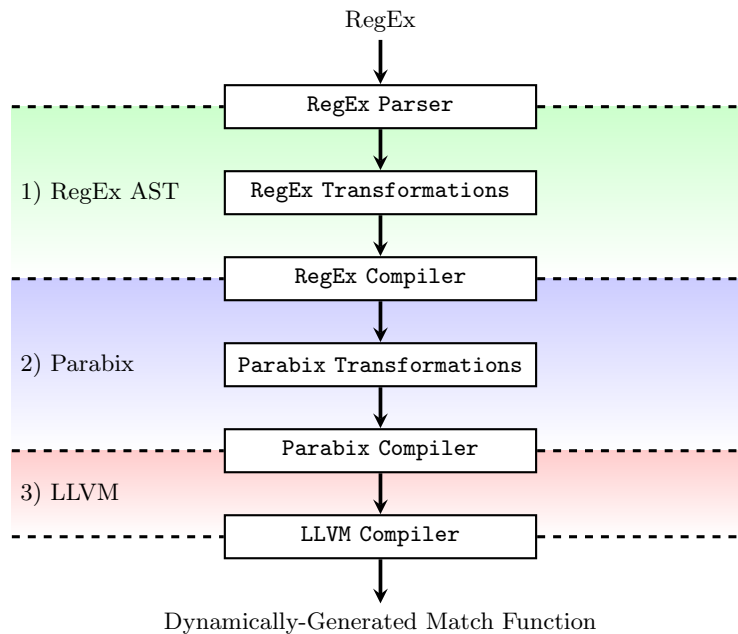 RegEx
RegEx Parser
1) RegEx AST
RegEx Transformations
RegEx Compiler
2) Parabix
Parabix Transformations
Parabix Compiler
3) LLVM
LLVM Compiler
Dynamically-Generated Match Function